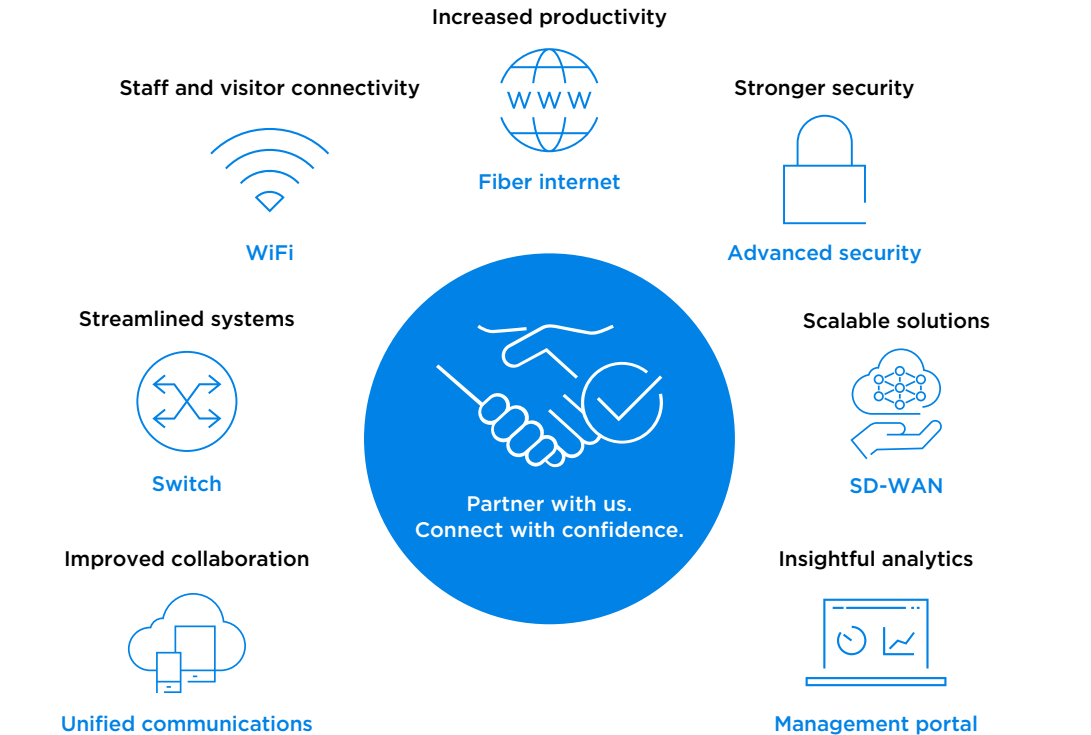 Increased productivity
WWW
Fiber internet
Staff and visitor connectivity
WiFi
Stronger security
Advanced security
Streamlined systems
Switch
Scalable solutions
SD-WAN
Partner with us.
Connect with confidence.
Improved collaboration
Unified communications
Insightful analytics
Management portal